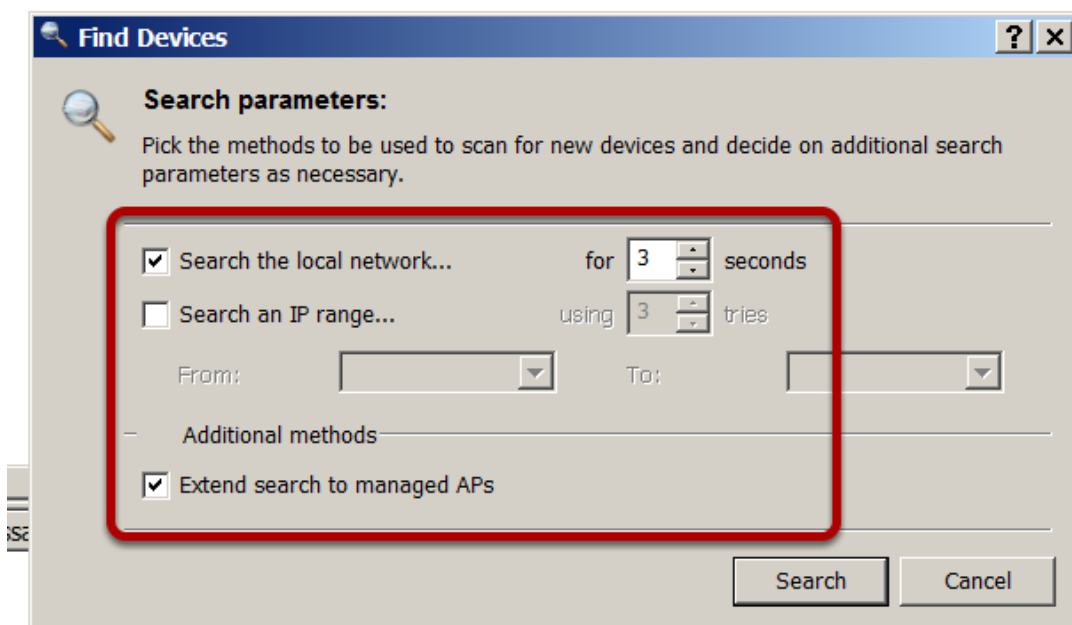 Find Devices
Search parameters:
Pick the methods to be used to scan for new devices and decide on additional search
parameters as necessary.
Search the local network... for 3 seconds
Search an IP range... using 3 tries
From: To:
Additional methods
Extend search to managed APs
Search Cancel